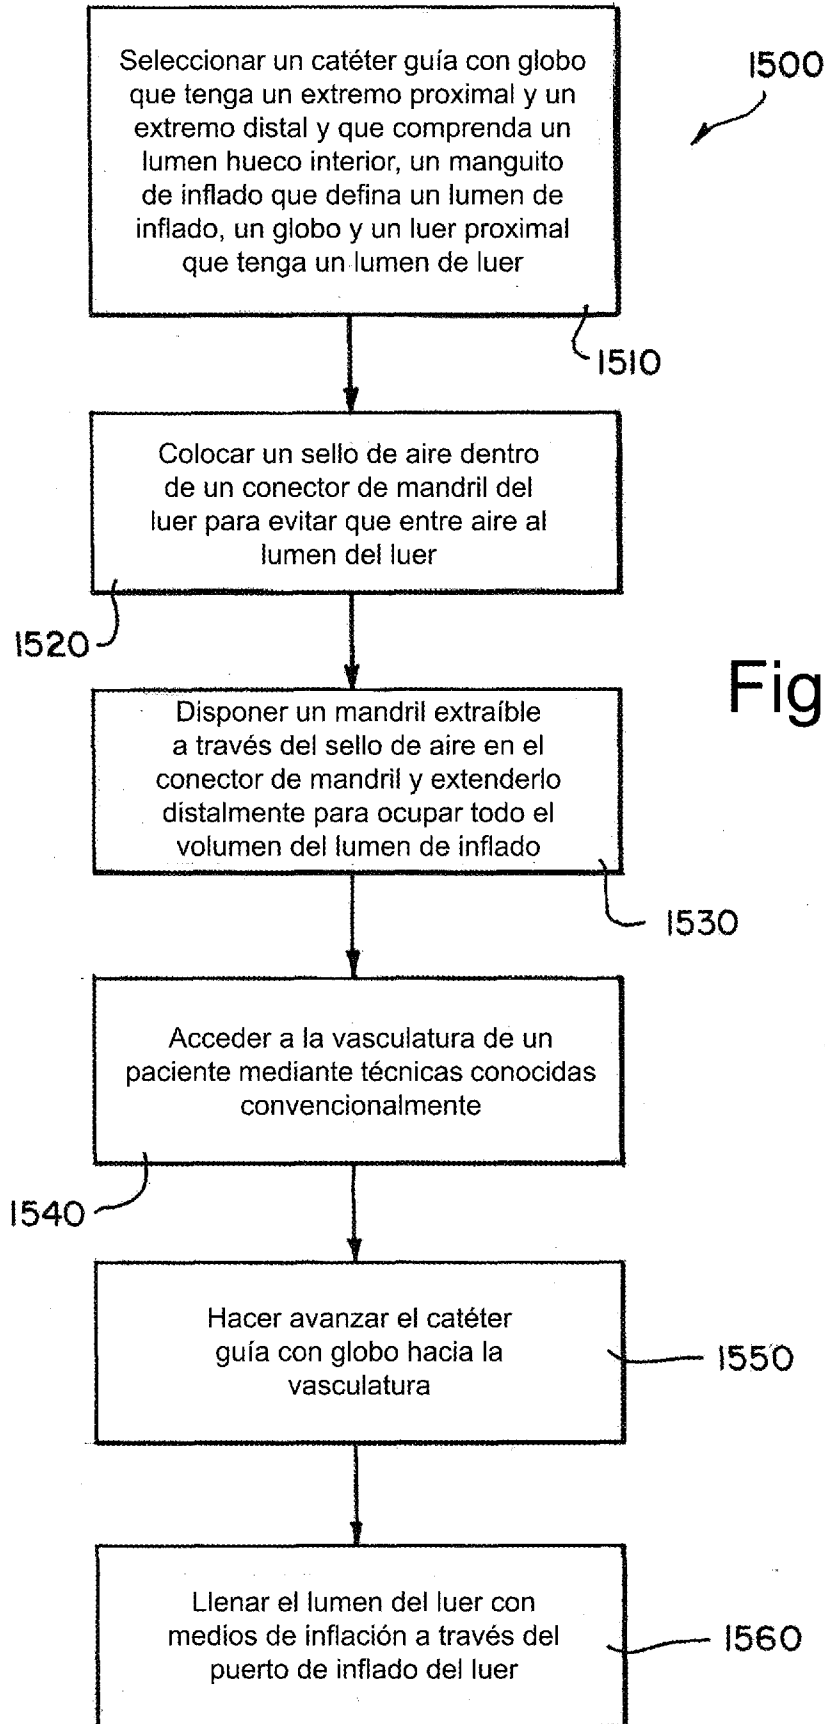 Seleccionar un catéter guía con globo
que tenga un extremo proximal y un
extremo distal y que comprenda un
lumen hueco interior, un manguito
de inflado que defina un lumen de
inflado, un globo y un luer proximal
que tenga un lumen de luer
1500
1510
Colocar un sello de aire dentro
de un conector de mandril del
luer para evitar que entre aire al
lumen del luer
1520
Fig
Disponer un mandril extraíble
a través del sello de aire en el
conector de mandril y extenderlo
distalmente para ocupar todo el
volumen del lumen de inflado
1530
Acceder a la vasculatura de un
paciente mediante técnicas conocidas
convencionalmente
1540
Hacer avanzar el catéter
guía con globo hacia la
vasculatura
1550
Llenar el lumen del luer con
medios de inflación a través del
puerto de inflado del luer
1560